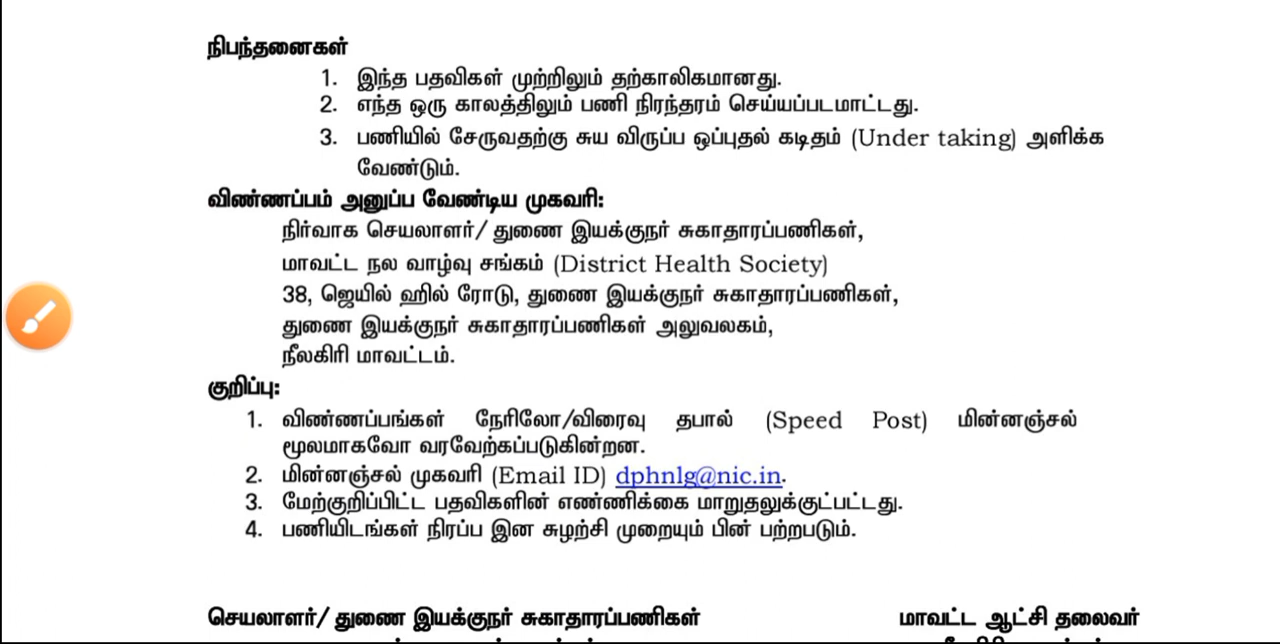 நிபந்தனைகள்
1. இந்த பதவிகள் முற்றிலும் தற்காலிகமானது.
2. எந்த ஒரு காலத்திலும் பணி நிரந்தரம் செய்யப்படமாட்டது.
3. பணியில் சேருவதற்கு சுய விருப்ப ஒப்புதல் கடிதம் (Under taking) அளிக்க
வேண்டும்.
விண்ணப்பம் அனுப்ப வேண்டிய முகவரி:
நிர்வாக செயலாளர்/ துணை இயக்குநர் சுகாதாரப்பணிகள்,
மாவட்ட நல வாழ்வு சங்கம் (District Health Society)
38, ஜெயில் ஹில் ரோடு, துணை இயக்குநர் சுகாதாரப்பணிகள்,
துணை இயக்குநர் சுகாதாரப்பணிகள் அலுவலகம்,
நீலகிரி மாவட்டம்.
குறிப்பு:
1. விண்ணப்பங்கள் நேரிலோ/விரைவு தபால் (Speed Post) மின்னஞ்சல்
மூலமாகவோ வரவேற்கப்படுகின்றன.
2. மின்னஞ்சல் முகவரி (Email ID) dphnlg@nic.in.
3. மேற்குறிப்பிட்ட பதவிகளின் எண்ணிக்கை மாறுதலுக்குட்பட்டது.
4. பணியிடங்கள் நிரப்ப இன சுழற்சி முறையும் பின் பற்றபடும்.
செயலாளர்/ துணை இயக்குநர் சுகாதாரப்பணிகள் மாவட்ட ஆட்சி தலைவர்